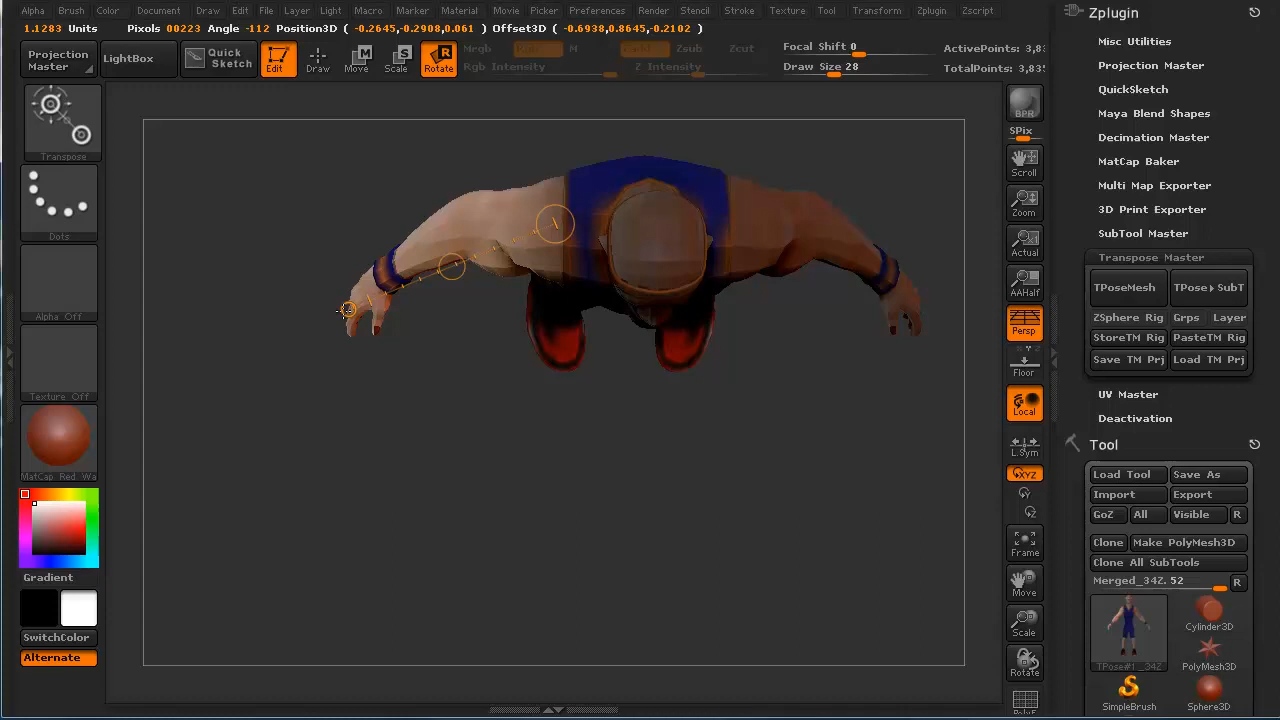 Alpha Brush Color Document Draw Edit File Layer Light Macro Marker Material Movie Picker Preferences Render Stencil Stroke Texture Tool Transform Zplugin Zscript
1.1283 Units Pixols 00223 Angle -112 Position3D ( -0.2645,-0.2908,0.061 ) Offset3D ( -0.6938,0.8645,-0.2102 )
Projection Master
LightBox
Quick Sketch
Edit
Draw
Move
Scale
Rotate
Mrgb
Rgb
M
Rgb Intensity
Zadd
Zsub
Zcut
Z Intensity
Focal Shift 0
Draw Size 28
ActivePoints: 3,83
TotalPoints: 3,835
Transpose
Dots
Alpha Off
Texture Off
MatCap Red Wa
Gradient
SwitchColor
Alternate
BPR
SPix
Scroll
Zoom
Actual
AAHalf
Persp
Floor
Local
L.Sym
XYZ
Y
Z
Frame
Move
Scale
Rotate
PolyF
Zplugin
Misc Utilities
Projection Master
QuickSketch
Maya Blend Shapes
Decimation Master
MatCap Baker
Multi Map Exporter
3D Print Exporter
SubTool Master
Transpose Master
TPoseMesh
TPose▸SubT
ZSphere Rig
Grps
Layer
StoreTM Rig
PasteTM Rig
Save TM Prj
Load TM Prj
UV Master
Deactivation
Tool
Load Tool
Save As
Import
Export
GoZ
All
Visible
R
Clone
Make PolyMesh3D
Clone All SubTools
Merged_34Z. 52
R
TPose#1_34Z
Cylinder3D
PolyMesh3D
SimpleBrush
Sphere3D